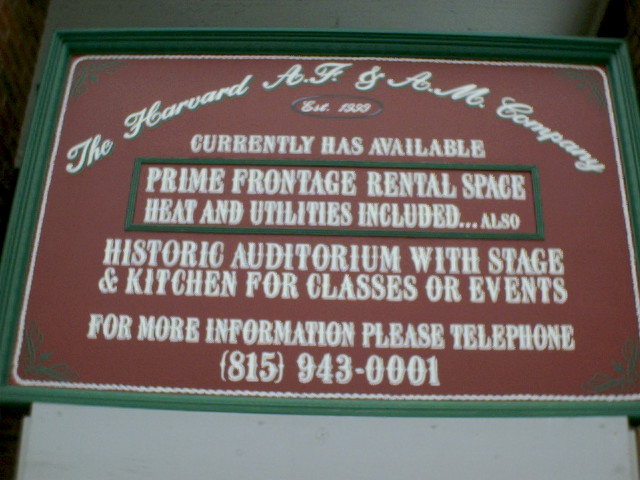 The Harvard A.F. & A.M. Company
Est. 1999
CURRENTLY HAS AVAILABLE
PRIME FRONTAGE RENTAL SPACE
HEAT AND UTILITIES INCLUDED... ALSO
HISTORIC AUDITORIUM WITH STAGE
& KITCHEN FOR CLASSES OR EVENTS
FOR MORE INFORMATION PLEASE TELEPHONE
(815) 943-0001